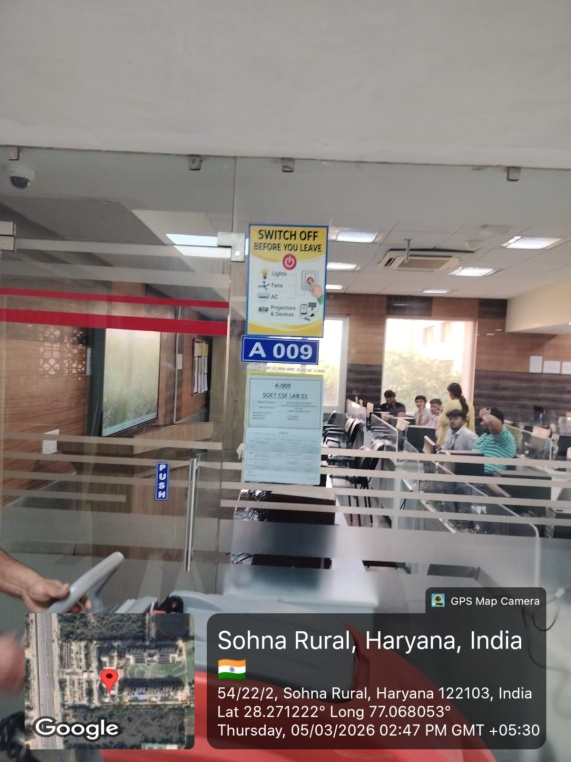 SWITCH OFF
BEFORE YOU LEAVE
Lights
Fans
AC
Projectors
& Devices
A 009
A-009
SOET CSE LAB 01
PUSH
GPS Map Camera
Sohna Rural, Haryana, India
54/22/2, Sohna Rural, Haryana 122103, India
Lat 28.271222° Long 77.068053°
Thursday, 05/03/2026 02:47 PM GMT +05:30
Google